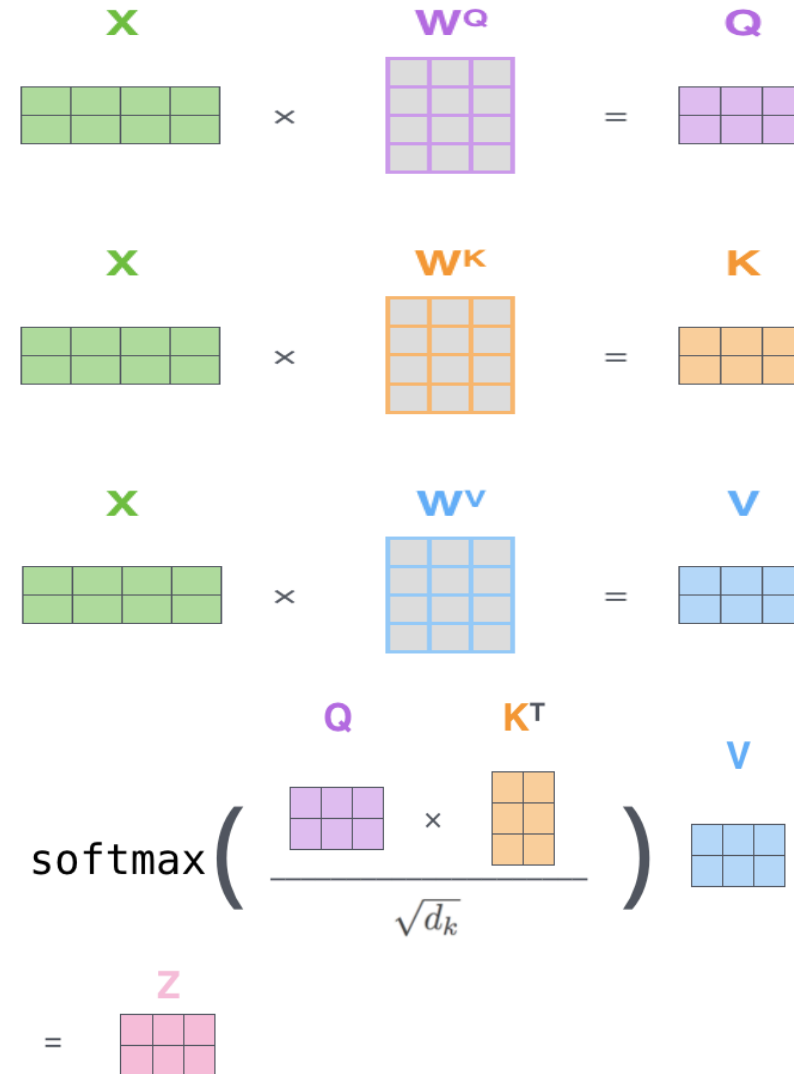 X W^Q Q
× =
X W^K K
× =
X W^V V
× =
Q K^T
V
×
softmax( )
√d_k
Z
=